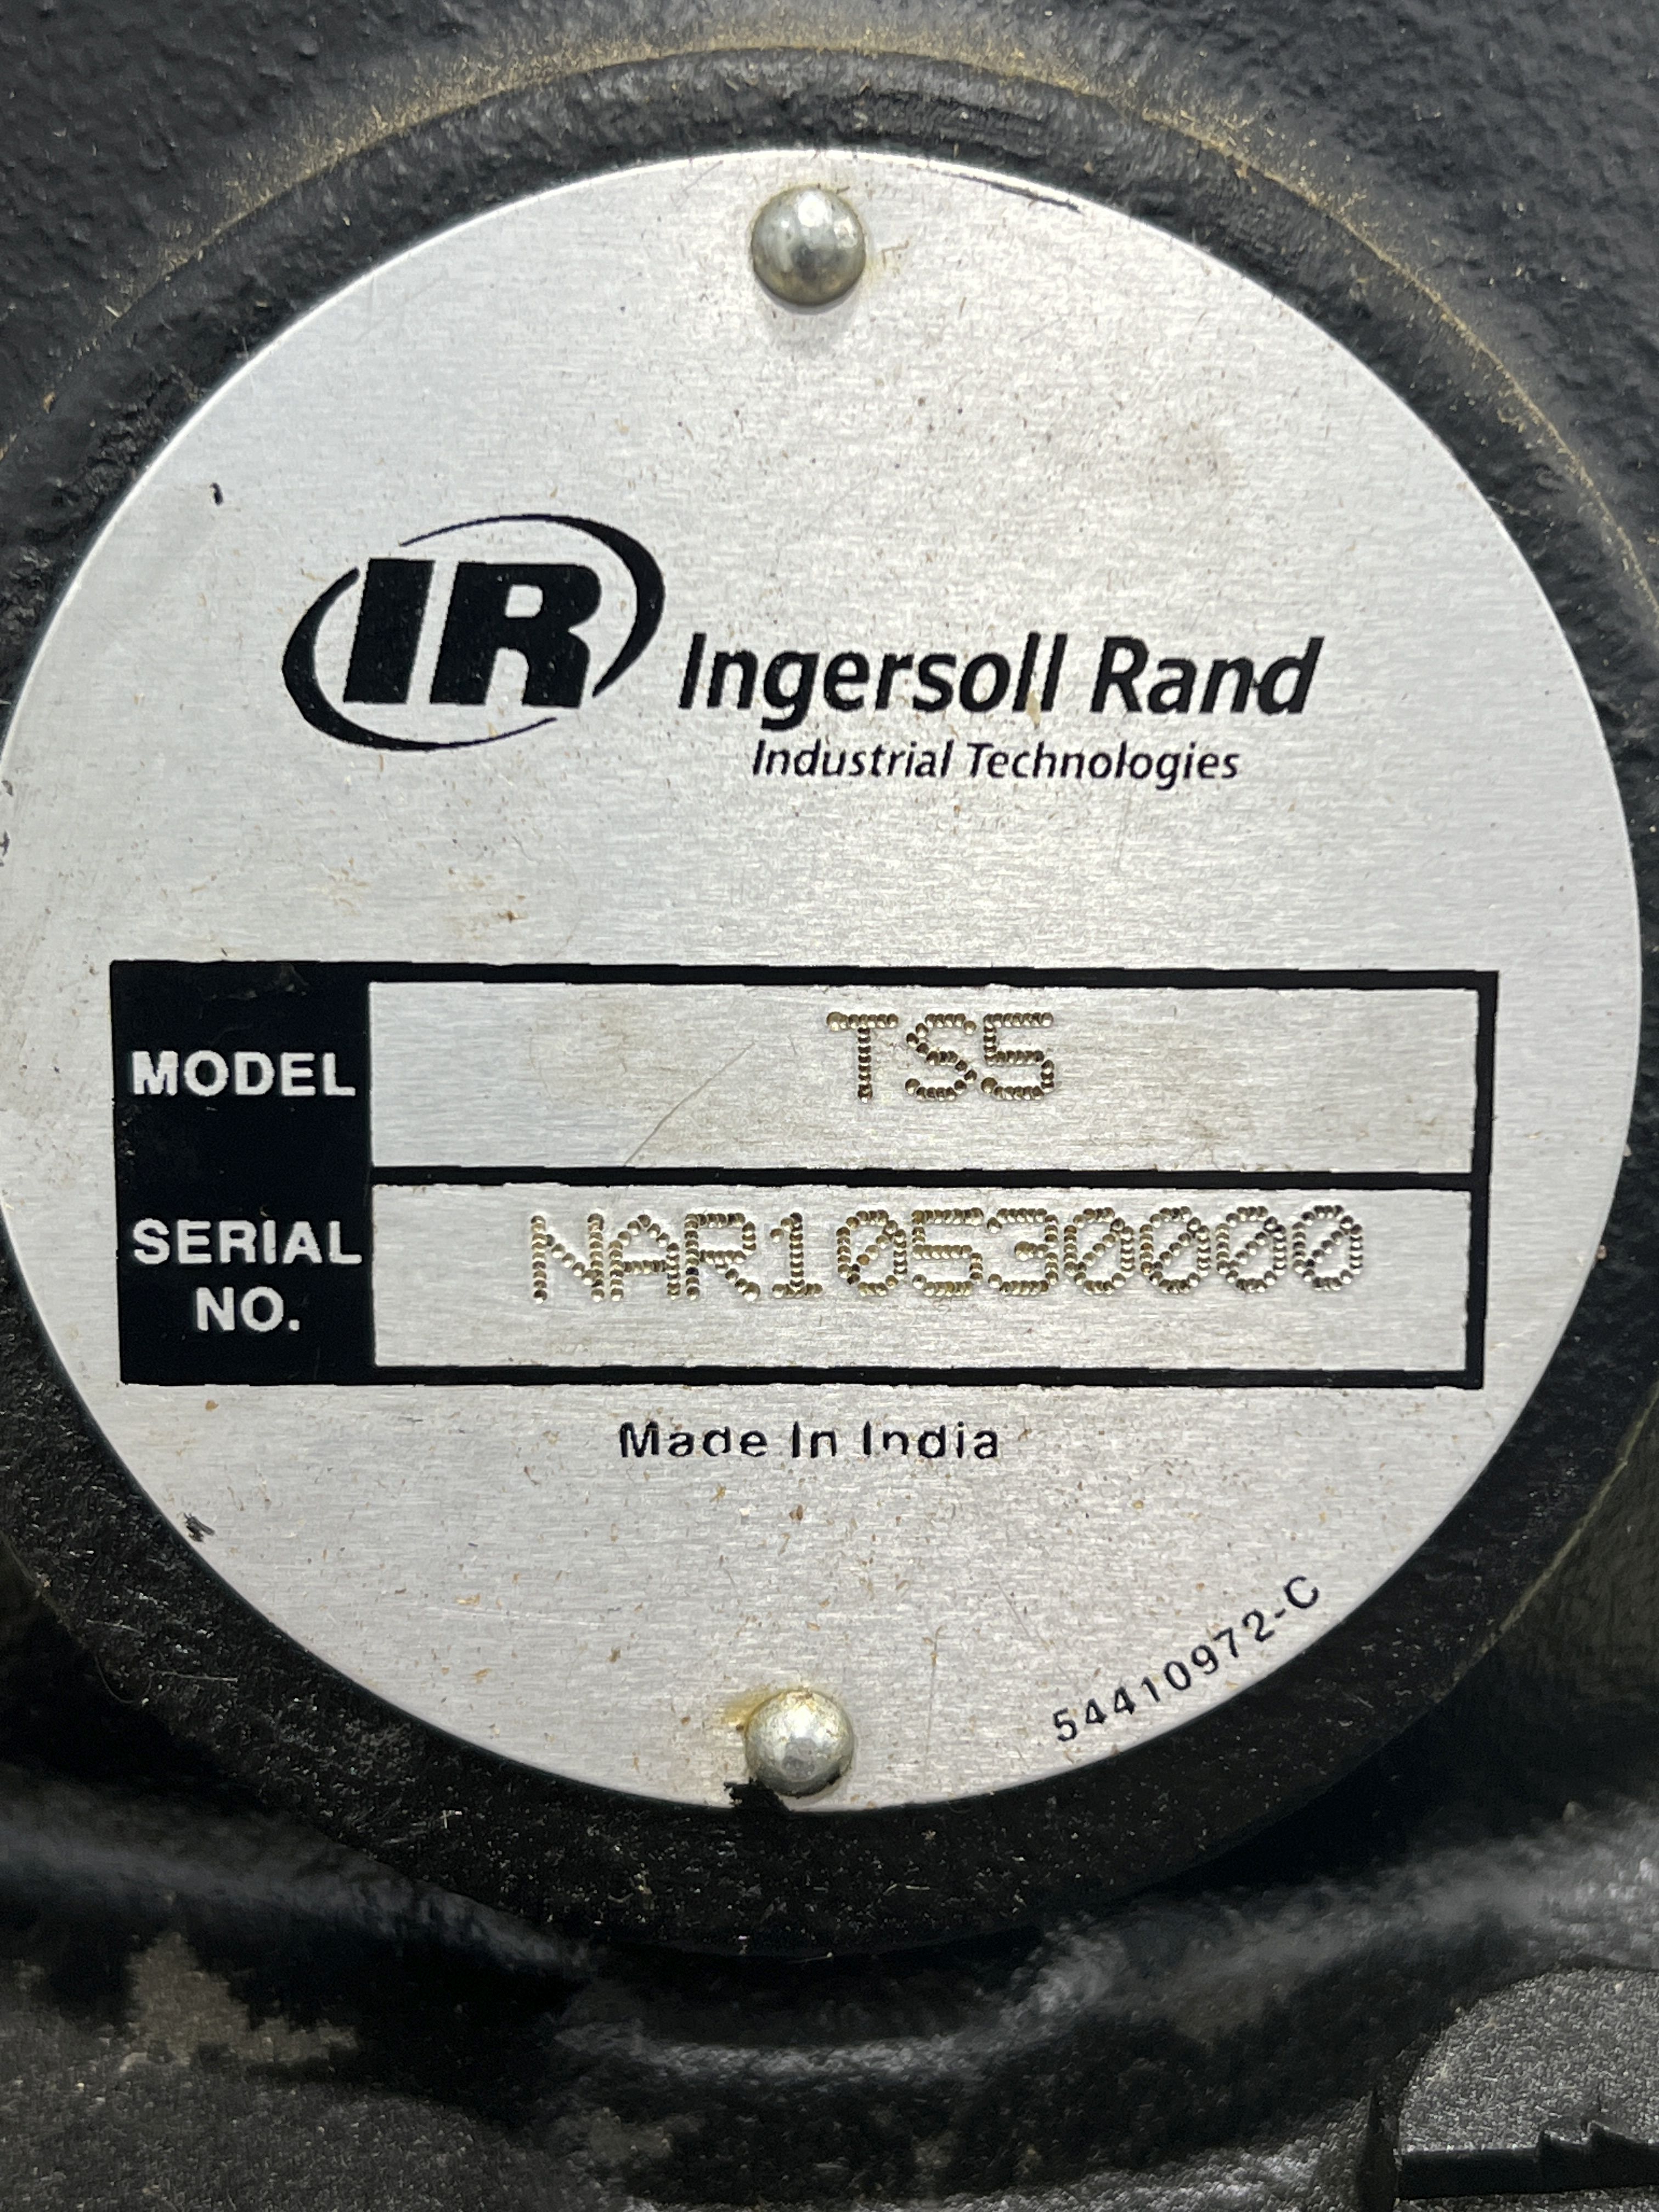 IR Ingersoll Rand
Industrial Technologies
MODEL TS5
SERIAL NO. NAR10530000
Made In India
54410972-C